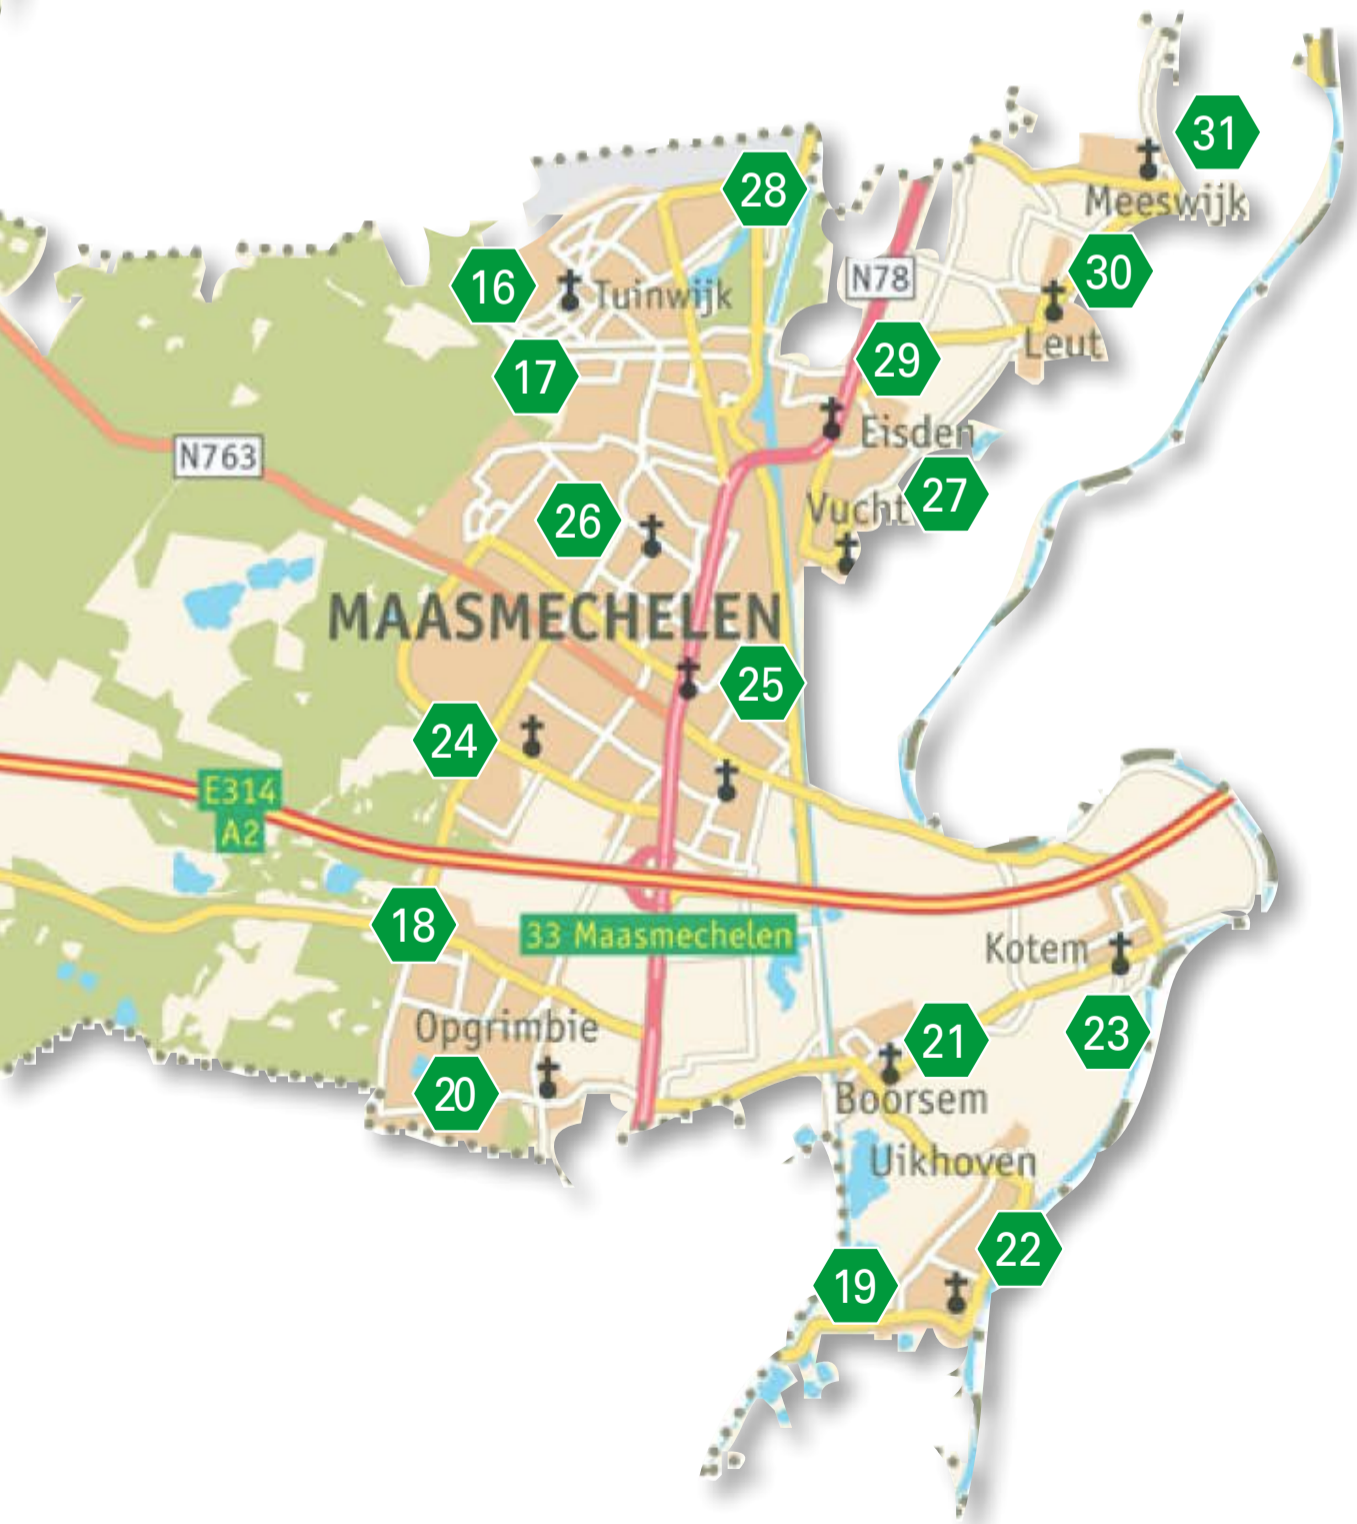 31
28
Meeswijk
N78
30
16
Tuinwijk
Leut
29
17
Eisden
N763
27
Vucht
26
MAASMECHELEN
25
24
E314
A2
18
33 Maasmechelen
Kotem
Opgrimbie
21
23
20
Boorsem
Uikhoven
22
19